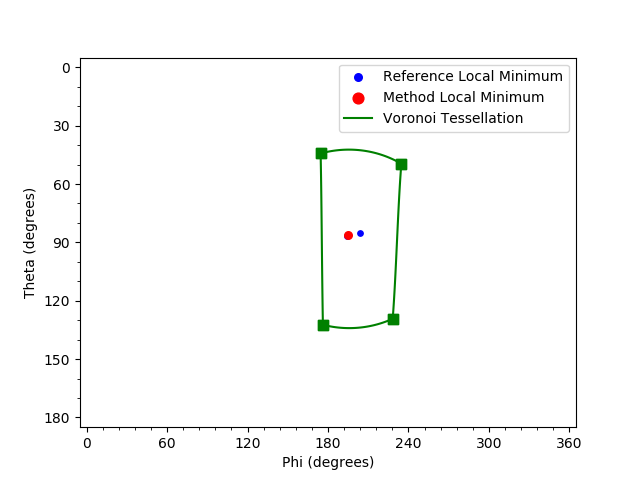 Reference Local Minimum
Method Local Minimum
Voronoi Tessellation
Theta (degrees)
0
30
60
90
120
150
180
0 60 120 180 240 300 360
Phi (degrees)